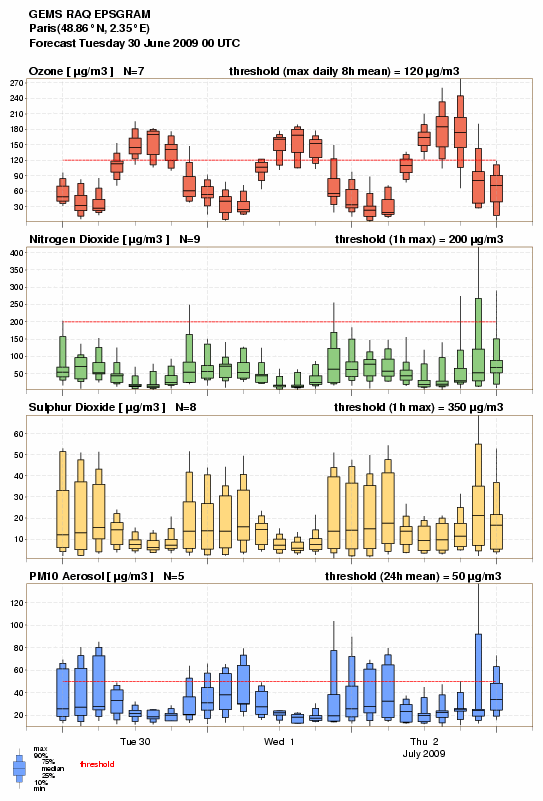 GEMS RAQ EPSGRAM
Paris(48.86°N, 2.35°E)
Forecast Tuesday 30 June 2009 00 UTC
Ozone [ µg/m3 ] N=7 threshold (max daily 8h mean) = 120 µg/m3
270
240
210
180
150
120
90
60
30
Nitrogen Dioxide [ µg/m3 ] N=9 threshold (1h max) = 200 µg/m3
400
350
300
250
200
150
100
50
Sulphur Dioxide [ µg/m3 ] N=8 threshold (1h max) = 350 µg/m3
60
50
40
30
20
10
PM10 Aerosol [ µg/m3 ] N=5 threshold (24h mean) = 50 µg/m3
120
100
80
60
40
20
Tue 30 Wed 1 Thu 2
July 2009
max
90%
75%
median threshold
25%
10%
min